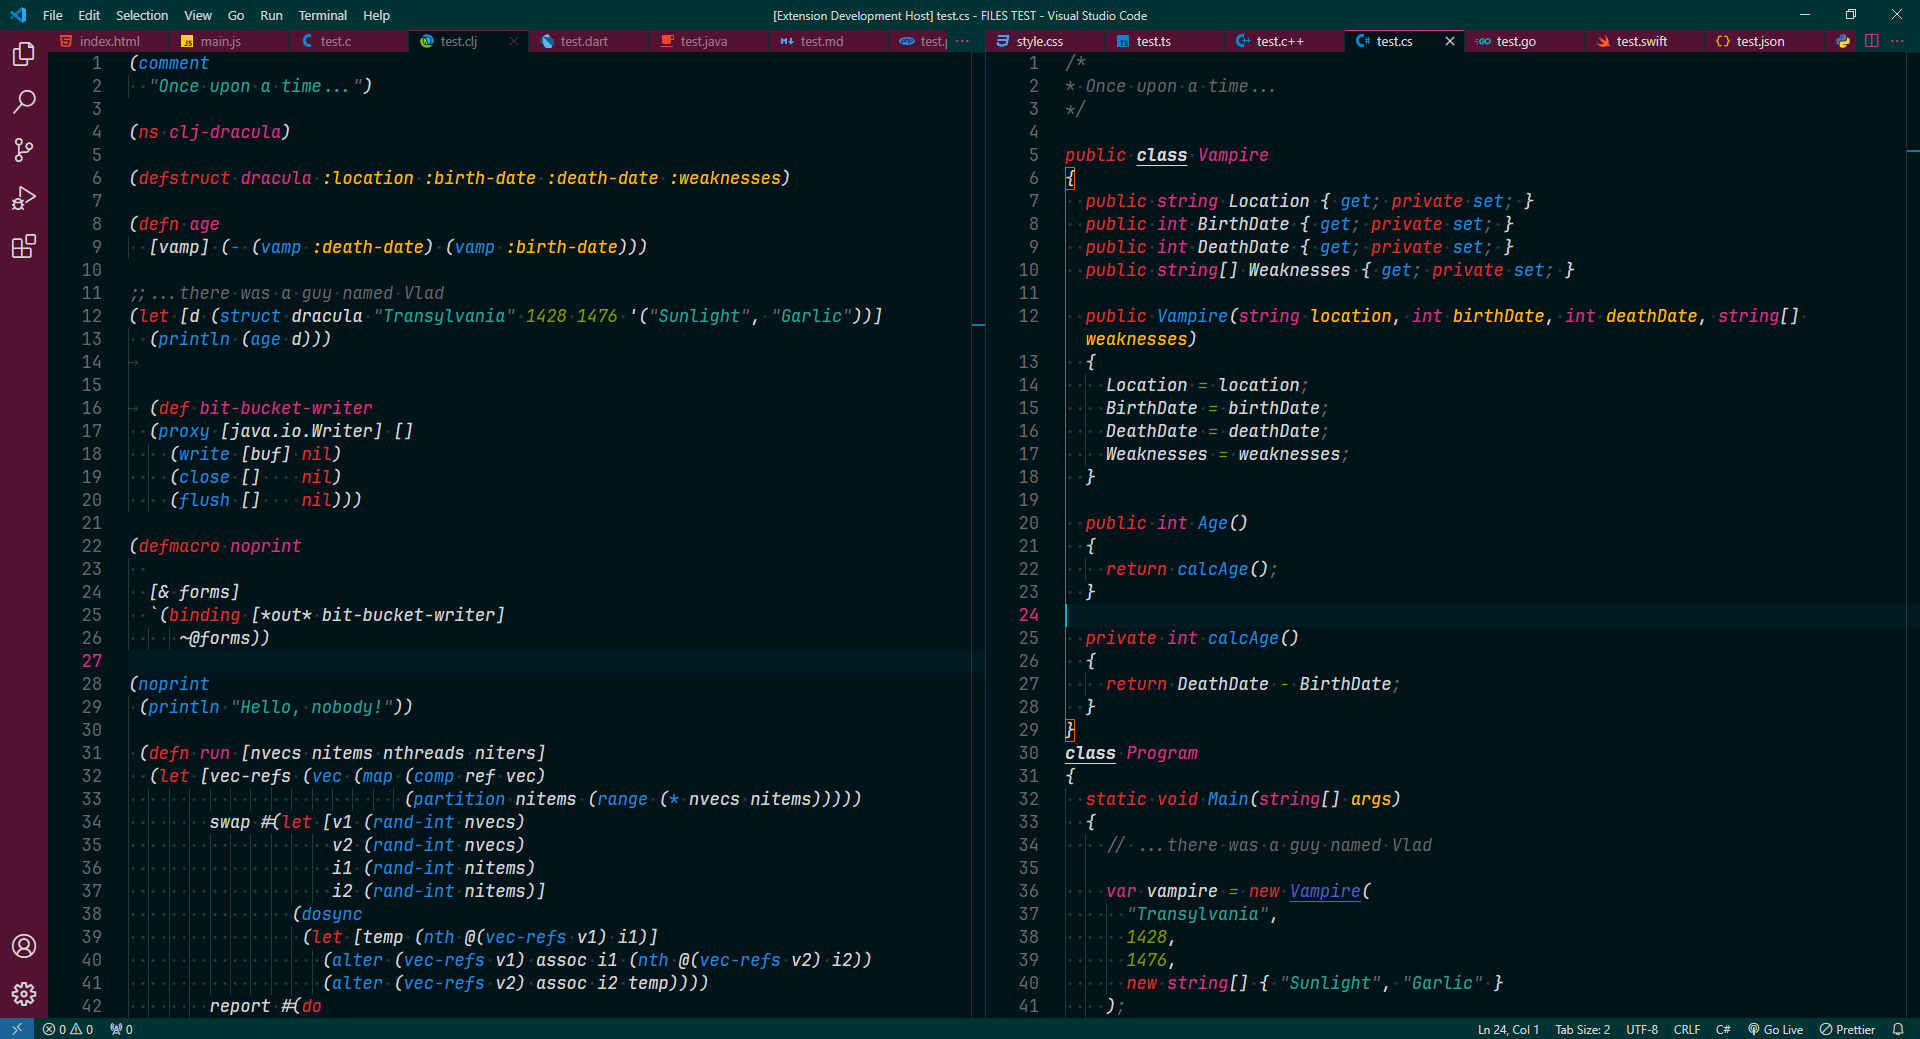 File Edit Selection View Go Run Terminal Help
[Extension Development Host] test.cs - FILES TEST - Visual Studio Code
index.html main.js test.c test.clj test.dart test.java test.md test.p ...
1 (comment
2 "Once upon a time...")
3
4 (ns clj-dracula)
5
6 (defstruct dracula :location :birth-date :death-date :weaknesses)
7
8 (defn age
9 [vamp] (- (vamp :death-date) (vamp :birth-date)))
10
11 ;;...there was a guy named Vlad
12 (let [d (struct dracula "Transylvania" 1428 1476 '("Sunlight", "Garlic"))]
13 (println (age d)))
14
15
16 (def bit-bucket-writer
17 (proxy [java.io.Writer] []
18 (write [buf] nil)
19 (close [] nil)
20 (flush [] nil)))
21
22 (defmacro noprint
23
24 [& forms]
25 `(binding [*out* bit-bucket-writer]
26 ~@forms))
27
28 (noprint
29 (println "Hello, nobody!"))
30
31 (defn run [nvecs nitems nthreads niters]
32 (let [vec-refs (vec (map (comp ref vec)
33 (partition nitems (range (* nvecs nitems)))))
34 swap #(let [v1 (rand-int nvecs)
35 v2 (rand-int nvecs)
36 i1 (rand-int nitems)
37 i2 (rand-int nitems)]
38 (dosync
39 (let [temp (nth @(vec-refs v1) i1)]
40 (alter (vec-refs v1) assoc i1 (nth @(vec-refs v2) i2))
41 (alter (vec-refs v2) assoc i2 temp))))
42 report #(do
style.css test.ts test.c++ test.cs test.go test.swift test.json ...
1 /*
2 * Once upon a time...
3 */
4
5 public class Vampire
6 {
7 public string Location { get; private set; }
8 public int BirthDate { get; private set; }
9 public int DeathDate { get; private set; }
10 public string[] Weaknesses { get; private set; }
11
12 public Vampire(string location, int birthDate, int deathDate, string[]
weaknesses)
13 {
14 Location = location;
15 BirthDate = birthDate;
16 DeathDate = deathDate;
17 Weaknesses = weaknesses;
18 }
19
20 public int Age()
21 {
22 return calcAge();
23 }
24
25 private int calcAge()
26 {
27 return DeathDate - BirthDate;
28 }
29 }
30 class Program
31 {
32 static void Main(string[] args)
33 {
34 // ...there was a guy named Vlad
35
36 var vampire = new Vampire(
37 "Transylvania",
38 1428,
39 1476,
40 new string[] { "Sunlight", "Garlic" }
41 );
0 0 0
Ln 24, Col 1 Tab Size: 2 UTF-8 CRLF C# Go Live Prettier